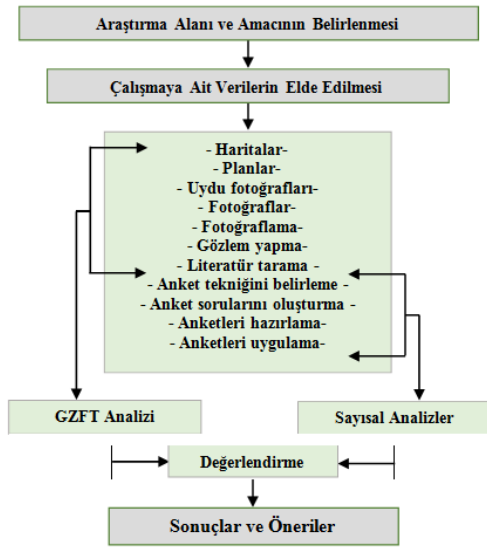 Araştırma Alanı ve Amacının Belirlenmesi
Çalışmaya Ait Verilerin Elde Edilmesi
- Haritalar-
- Planlar-
- Uydu fotoğrafları-
- Fotoğraflar-
- Fotoğraflama-
- Gözlem yapma-
- Literatür tarama -
- Anket tekniğini belirleme -
- Anket sorularını oluşturma -
- Anketleri hazırlama-
- Anketleri uygulama-
GZFT Analizi
Sayısal Analizler
Değerlendirme
Sonuçlar ve Öneriler